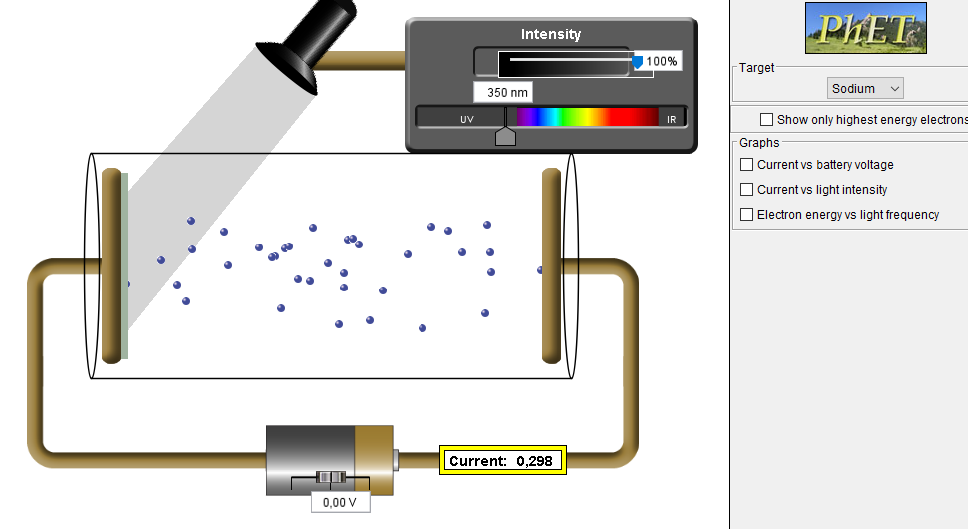 Intensity
100%
350 nm
UV
IR
PhET
Target
Sodium
Show only highest energy electrons
Graphs
Current vs battery voltage
Current vs light intensity
Electron energy vs light frequency
Current: 0,298
0,00 V